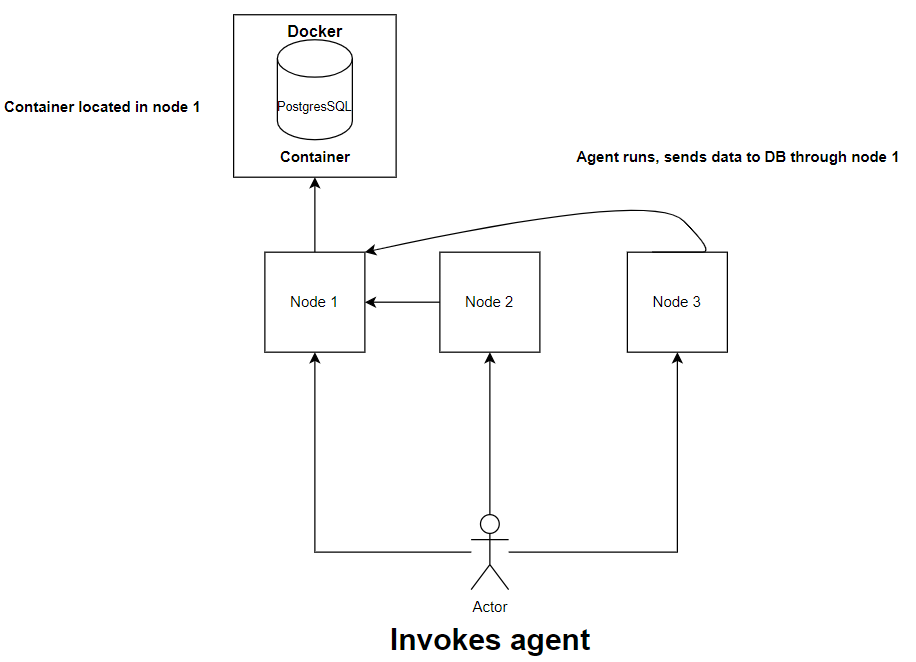 Docker
PostgresSQL
Container located in node 1
Container
Agent runs, sends data to DB through node 1
Node 1
Node 2
Node 3
Actor
Invokes agent